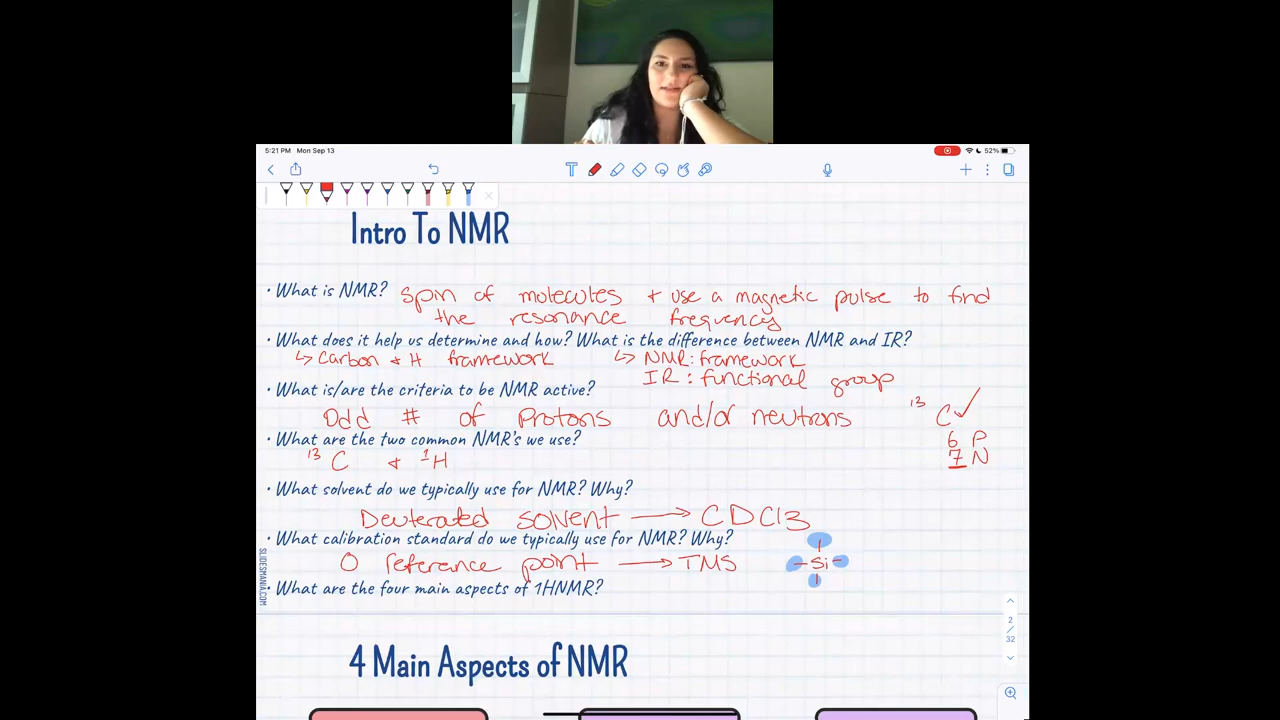 5:21 PM Mon Sep 13
52%
Intro To NMR
• What is NMR? spin of molecules + use a magnetic pulse to find
the resonance frequency
• What does it help us determine and how? What is the difference between NMR and IR?
↳ Carbon + H framework ↳ NMR: framework
IR: functional group
• What is/are the criteria to be NMR active?
Odd # of protons and/or neutrons
13 C ✓
6 P
7 N
• What are the two common NMR's we use?
13 C + 1 H
• What solvent do we typically use for NMR? Why?
Deuterated solvent → CDCl3
• What calibration standard do we typically use for NMR? Why?
0 reference point → TMS
Si
• What are the four main aspects of 1HNMR?
SLIDESMANIA.COM
2
/
32
4 Main Aspects of NMR